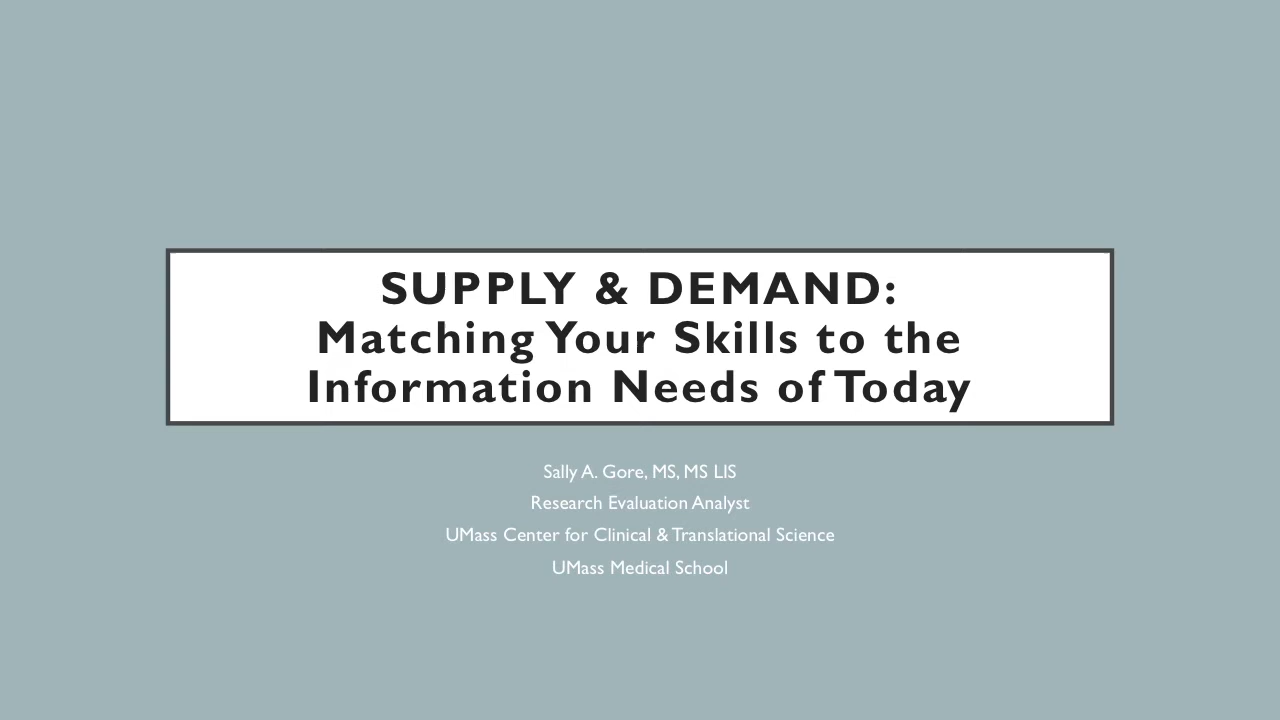 SUPPLY & DEMAND:
Matching Your Skills to the
Information Needs of Today
Sally A. Gore, MS, MS LIS
Research Evaluation Analyst
UMass Center for Clinical & Translational Science
UMass Medical School